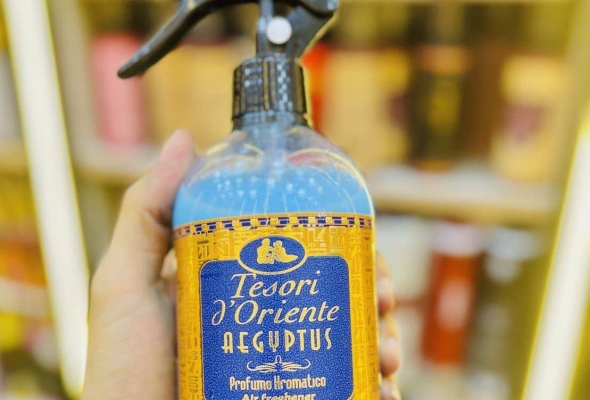 Tesori
d'Oriente
AEGYPTUS
Profumo Aromatico
Air freshener